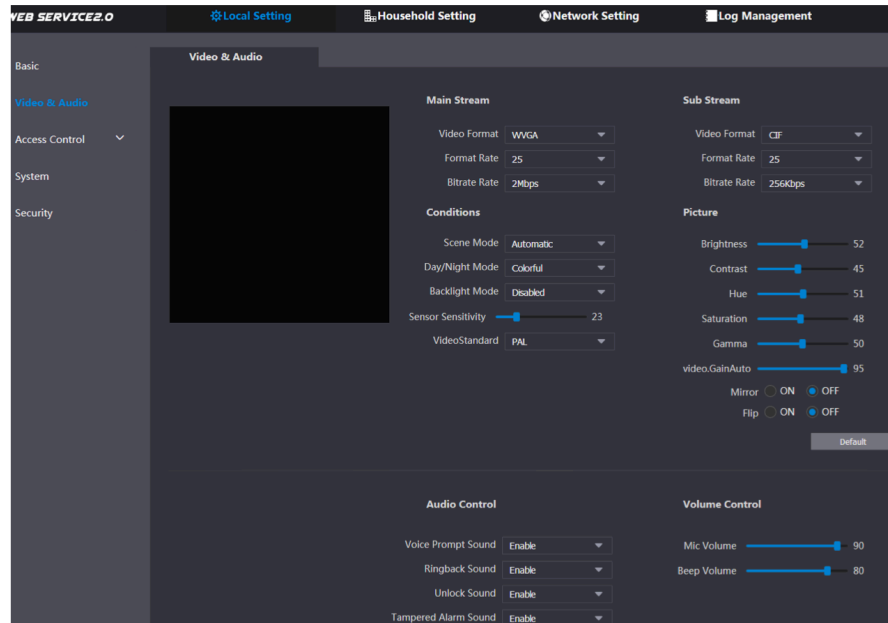 WEB SERVICE2.0
Local Setting
Household Setting
Network Setting
Log Management
Basic
Video & Audio
Access Control
System
Security
Video & Audio
Main Stream
Video Format WVGA
Format Rate 25
Bitrate Rate 2Mbps
Conditions
Scene Mode Automatic
Day/Night Mode Colorful
Backlight Mode Disabled
Sensor Sensitivity 23
VideoStandard PAL
Sub Stream
Video Format CIF
Format Rate 25
Bitrate Rate 256Kbps
Picture
Brightness 52
Contrast 45
Hue 51
Saturation 48
Gamma 50
video.GainAuto 95
Mirror ON OFF
Flip ON OFF
Default
Audio Control
Voice Prompt Sound Enable
Ringback Sound Enable
Unlock Sound Enable
Tampered Alarm Sound Enable
Volume Control
Mic Volume 90
Beep Volume 80